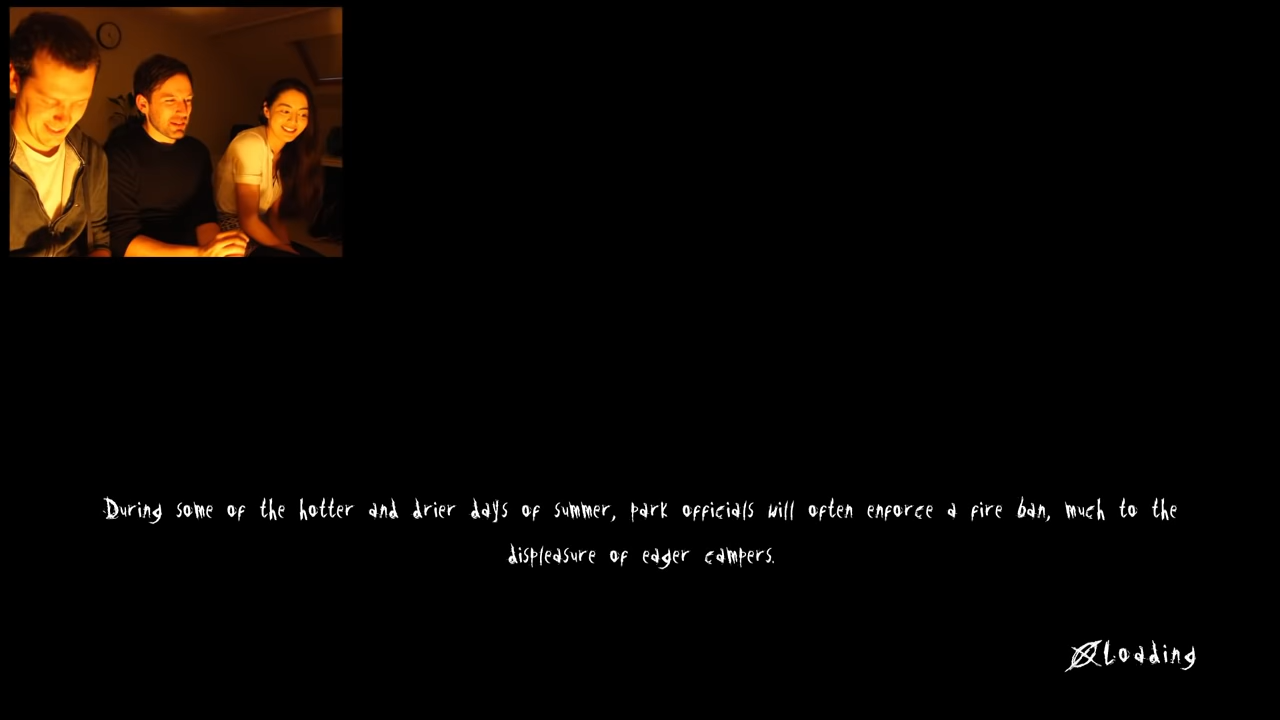 During some of the hotter and drier days of summer, park officials will often enforce a fire ban, much to the
displeasure of eager campers.
Loading